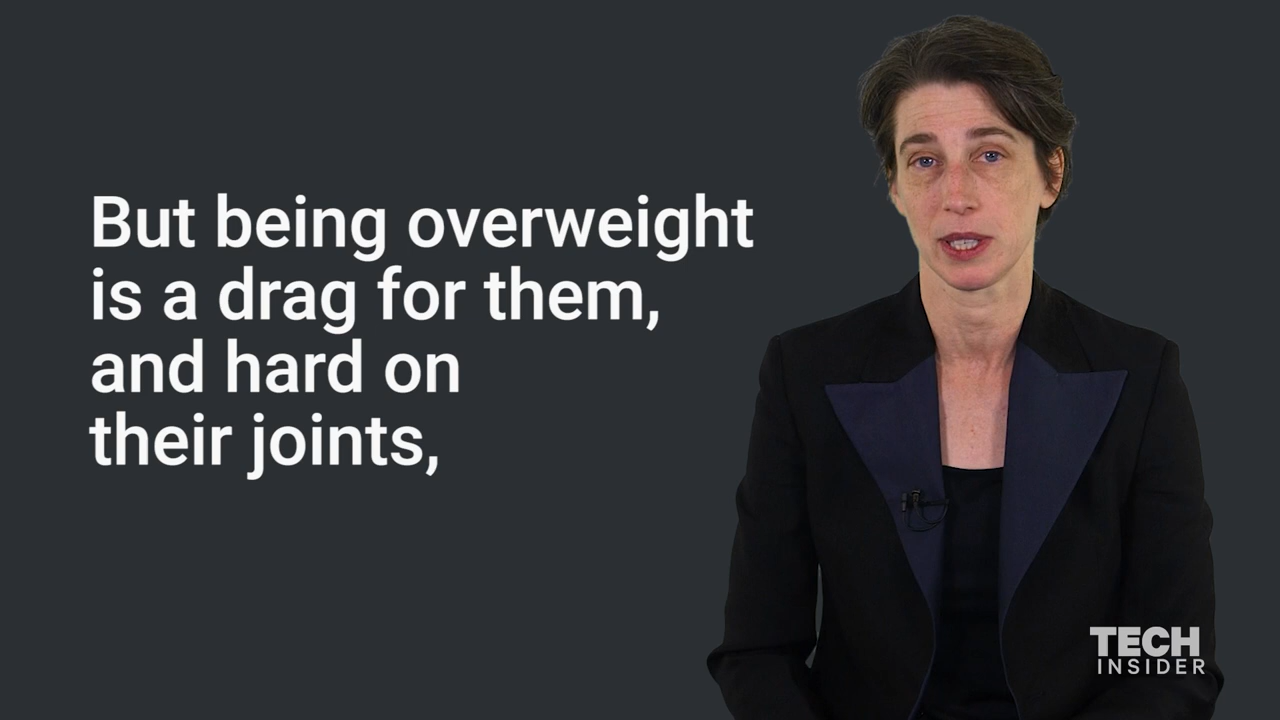 But being overweight
is a drag for them,
and hard on
their joints,
TECH
INSIDER